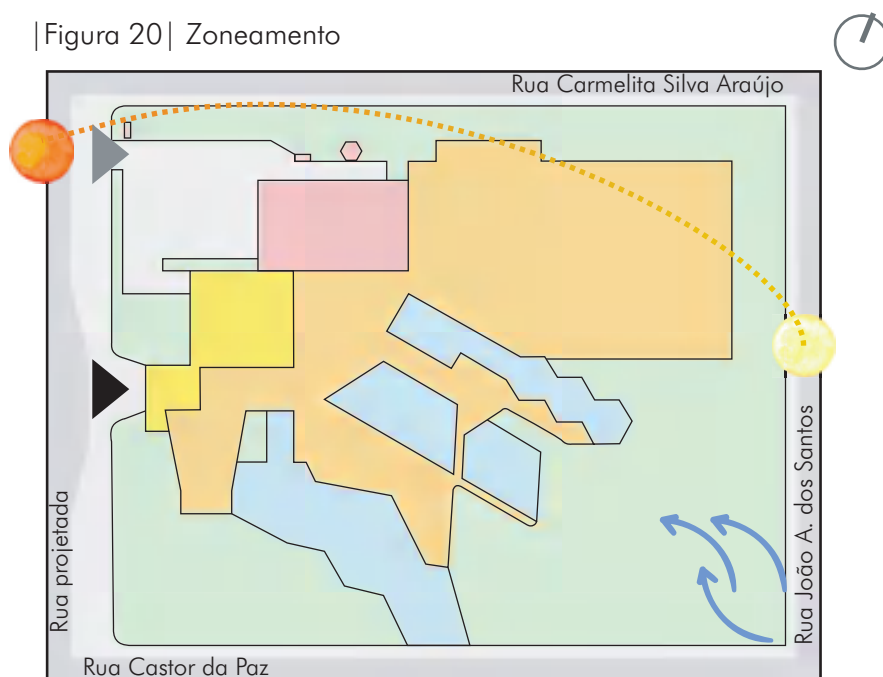 |Figura 20| Zoneamento
Rua Carmelita Silva Araújo
Rua projetada
Rua João A. dos Santos
Rua Castor da Paz